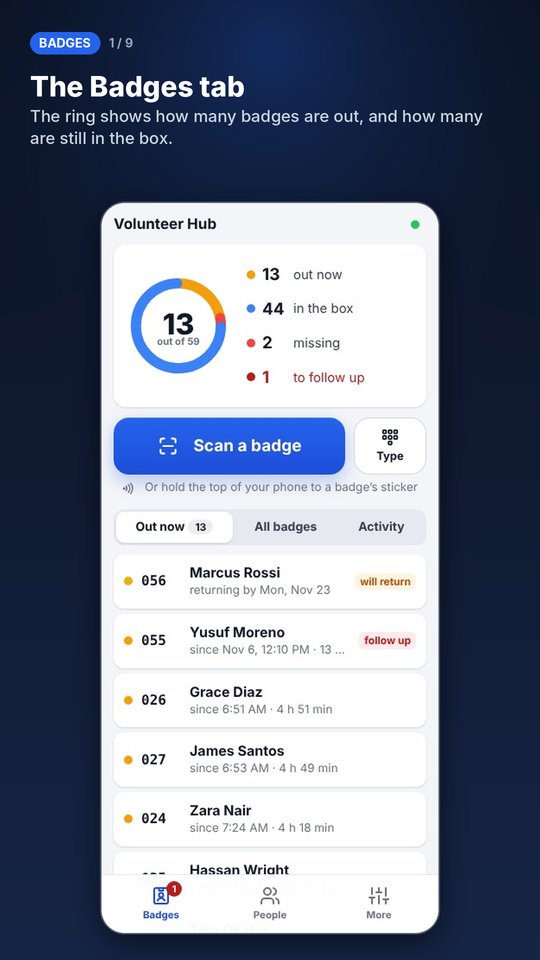 BADGES 1 / 9
The Badges tab
The ring shows how many badges are out, and how many
are still in the box.
Volunteer Hub
13
out of 59
13 out now
44 in the box
2 missing
1 to follow up
Scan a badge
Type
Or hold the top of your phone to a badge's sticker
Out now 13 All badges Activity
056 Marcus Rossi will return
returning by Mon, Nov 23
055 Yusuf Moreno follow up
since Nov 6, 12:10 PM · 13 ...
026 Grace Diaz
since 6:51 AM · 4 h 51 min
027 James Santos
since 6:53 AM · 4 h 49 min
024 Zara Nair
since 7:24 AM · 4 h 18 min
Hassan Wright
1
Badges People More